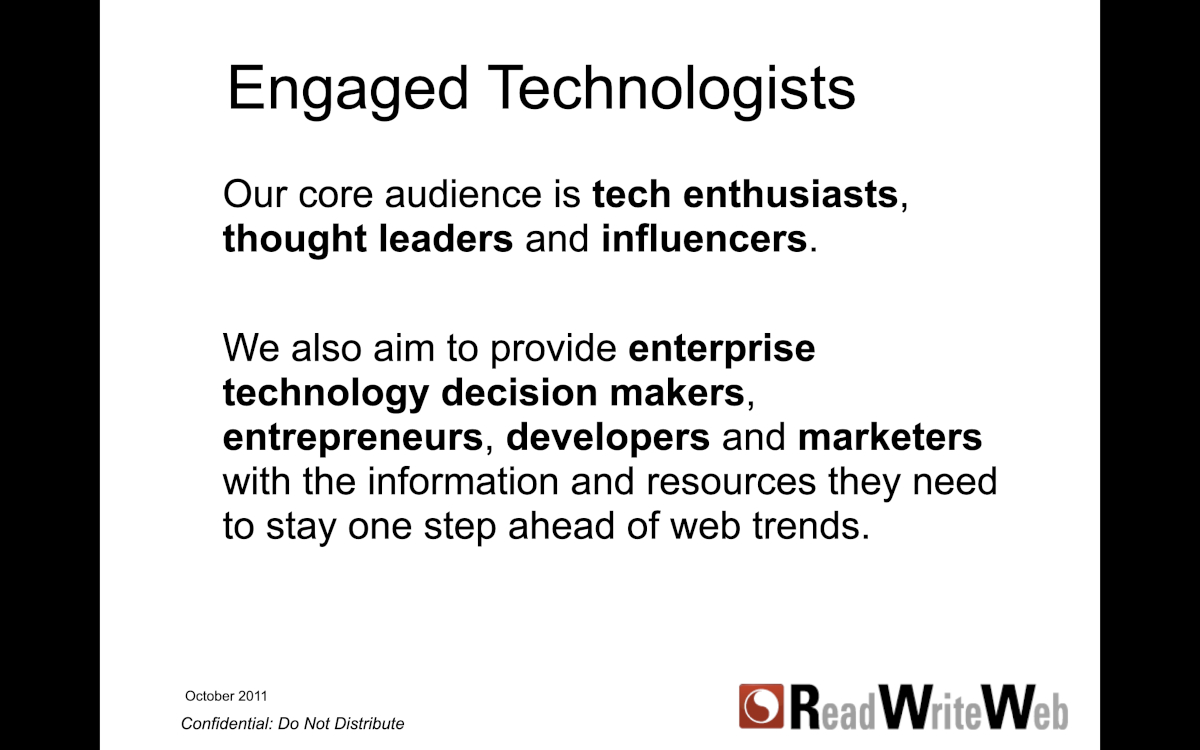 Engaged Technologists
Our core audience is tech enthusiasts,
thought leaders and influencers.
We also aim to provide enterprise
technology decision makers,
entrepreneurs, developers and marketers
with the information and resources they need
to stay one step ahead of web trends.
October 2011
Confidential: Do Not Distribute
ReadWriteWeb